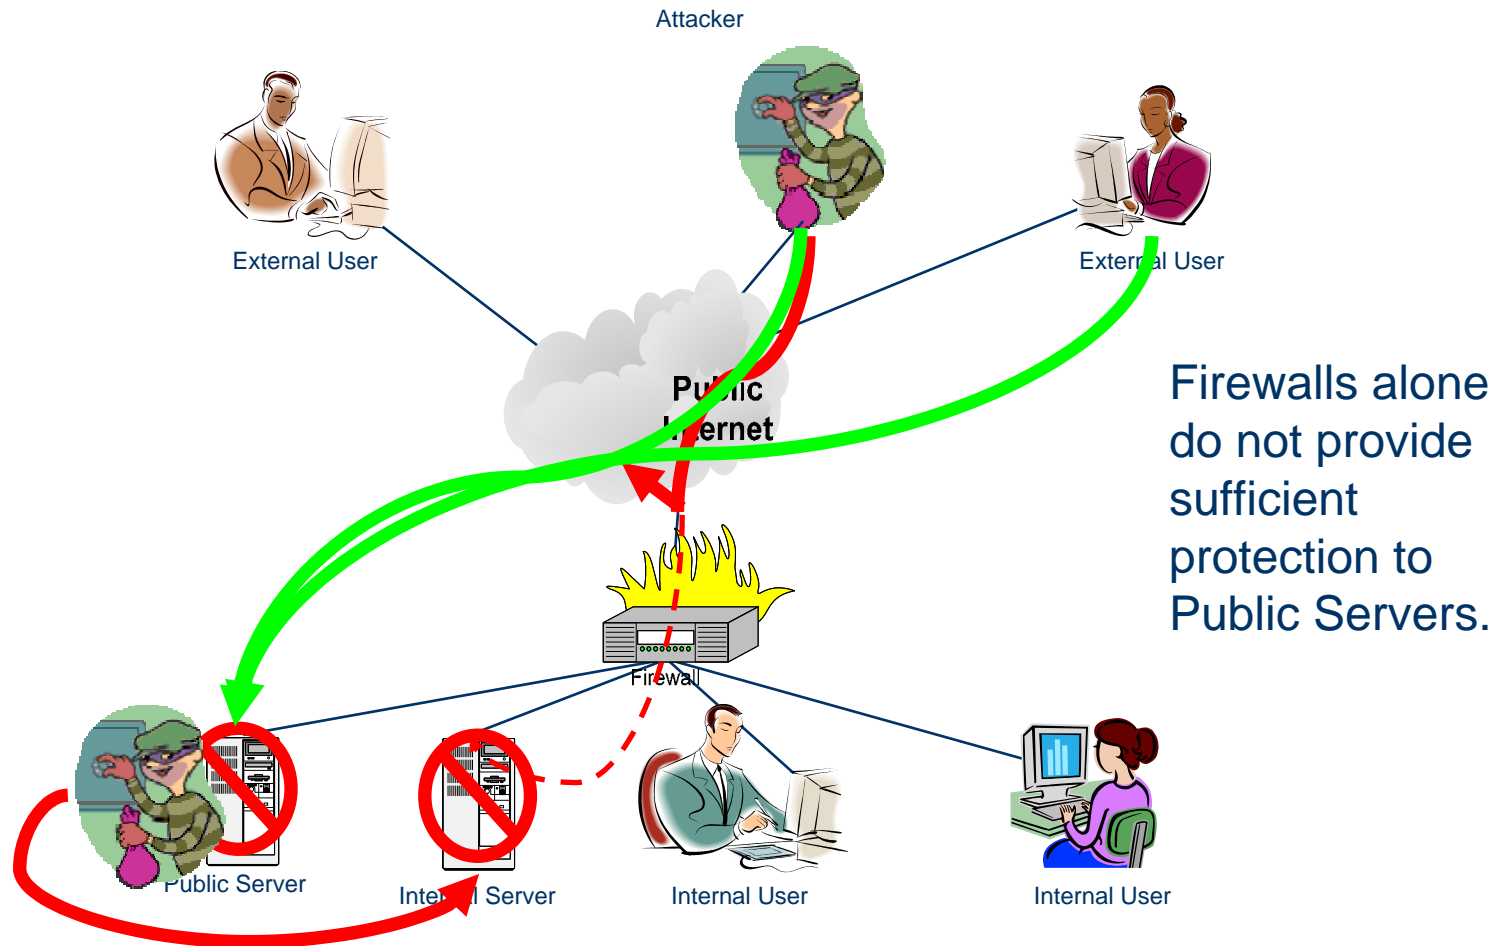 Attacker
External User
External User
Public
Internet
Firewalls alone
do not provide
sufficient
protection to
Public Servers.
Firewall
Public Server
Internal Server
Internal User
Internal User